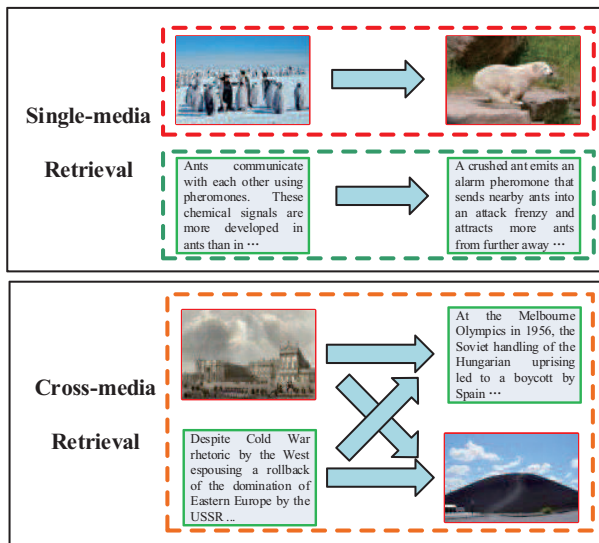 Single-media
Retrieval
Ants communicate
with each other using
pheromones. These
chemical signals are
more developed in
ants than in ···
A crushed ant emits an
alarm pheromone that
sends nearby ants into
an attack frenzy and
attracts more ants
from further away ···
Cross-media
Retrieval
At the Melbourne
Olympics in 1956, the
Soviet handling of the
Hungarian uprising
led to a boycott by
Spain ···
Despite Cold War
rhetoric by the West
espousing a rollback
of the domination of
Eastern Europe by the
USSR ...